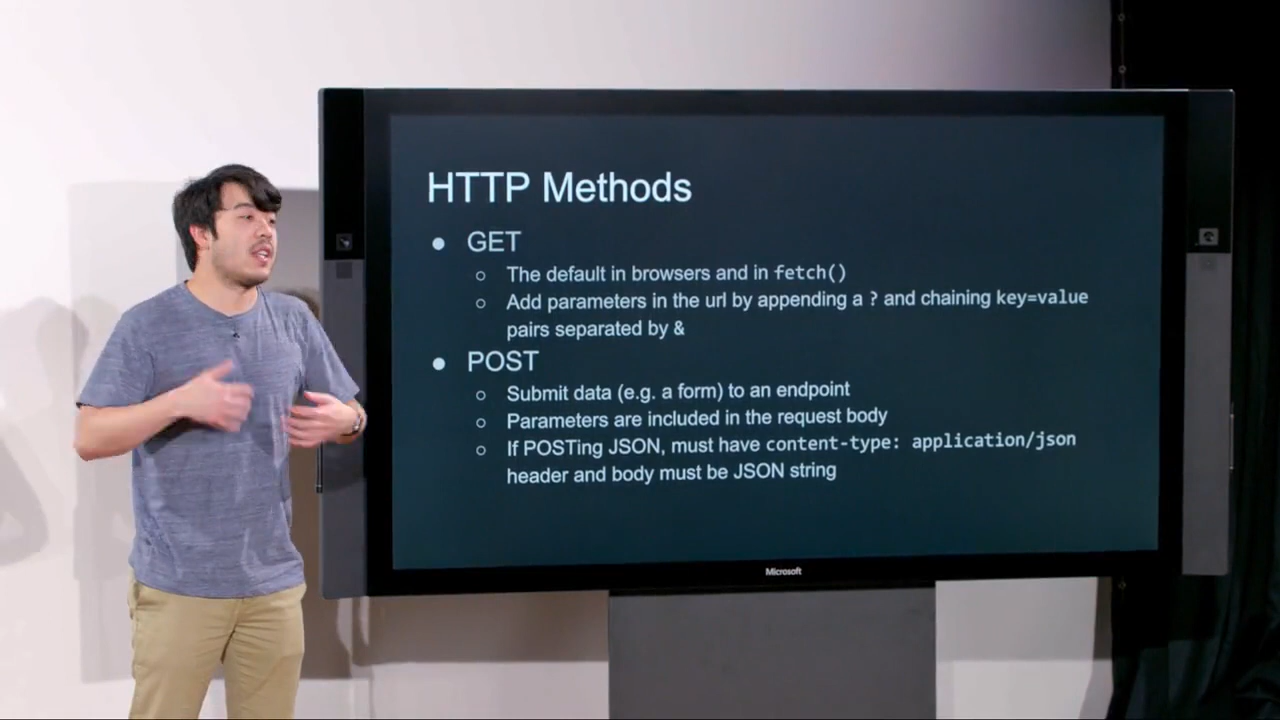 HTTP Methods
● GET
○ The default in browsers and in fetch()
○ Add parameters in the url by appending a ? and chaining key=value
pairs separated by &
● POST
○ Submit data (e.g. a form) to an endpoint
○ Parameters are included in the request body
○ If POSTing JSON, must have content-type: application/json
header and body must be JSON string
Microsoft